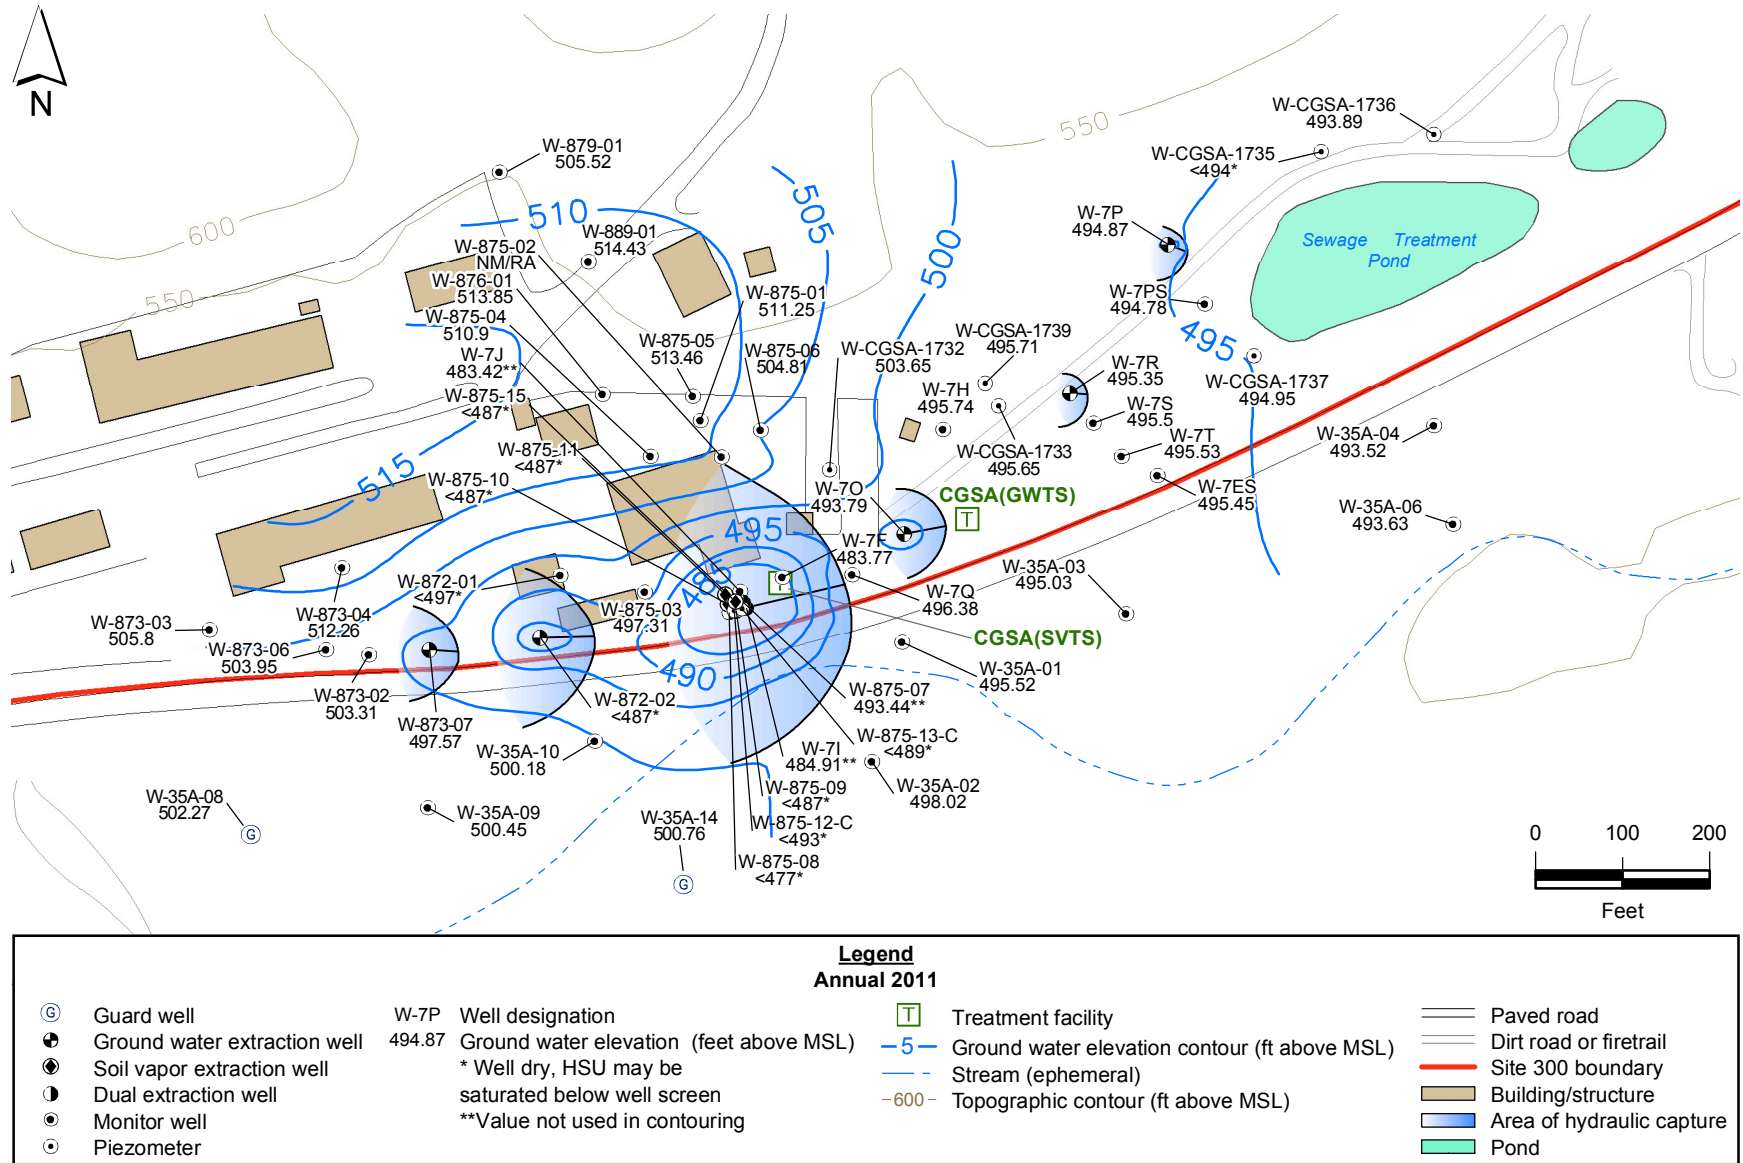 N
W-CGSA-1736
493.89
550
W-CGSA-1735
<494*
W-879-01
505.52
600
510
505
500
W-889-01
514.43
W-875-02
NM/RA
W-876-01
513.85
550
W-875-04
510.9
W-7J
483.42**
W-875-15
<487*
W-875-01
511.25
W-875-05
513.46
W-875-06
504.81
W-CGSA-1732
503.65
W-CGSA-1739
495.71
W-7H
495.74
W-7P
494.87
W-7PS
494.78
495
Sewage Treatment
Pond
W-7R
495.35
W-7S
495.5
W-CGSA-1737
494.95
W-7T
495.53
W-35A-04
493.52
W-CGSA-1733
495.65
W-7ES
495.45
W-35A-06
493.63
515
W-875-11
<487*
W-875-10
<487*
W-7O
493.79
CGSA(GWTS)
T
495
W-7F
483.77
485
T
W-35A-03
495.03
W-872-01
<497*
W-875-03
497.31
W-7Q
496.38
CGSA(SVTS)
W-873-03
505.8
W-873-04
512.26
W-873-06
503.95
W-35A-01
495.52
490
W-873-02
503.31
W-873-07
497.57
W-872-02
<487*
W-875-07
493.44**
W-875-13-C
<489*
W-35A-10
500.18
W-7I
484.91**
W-35A-02
498.02
W-875-09
<487*
W-35A-08
502.27
G
W-35A-09
500.45
W-35A-14
500.76
G
W-875-12-C
<493*
W-875-08
<477*
0 100 200
Feet
Legend
Annual 2011
G Guard well
Ground water extraction well
Soil vapor extraction well
Dual extraction well
Monitor well
Piezometer
W-7P Well designation
494.87 Ground water elevation (feet above MSL)
* Well dry, HSU may be
saturated below well screen
**Value not used in contouring
T Treatment facility
5 Ground water elevation contour (ft above MSL)
Stream (ephemeral)
600 Topographic contour (ft above MSL)
Paved road
Dirt road or firetrail
Site 300 boundary
Building/structure
Area of hydraulic capture
Pond